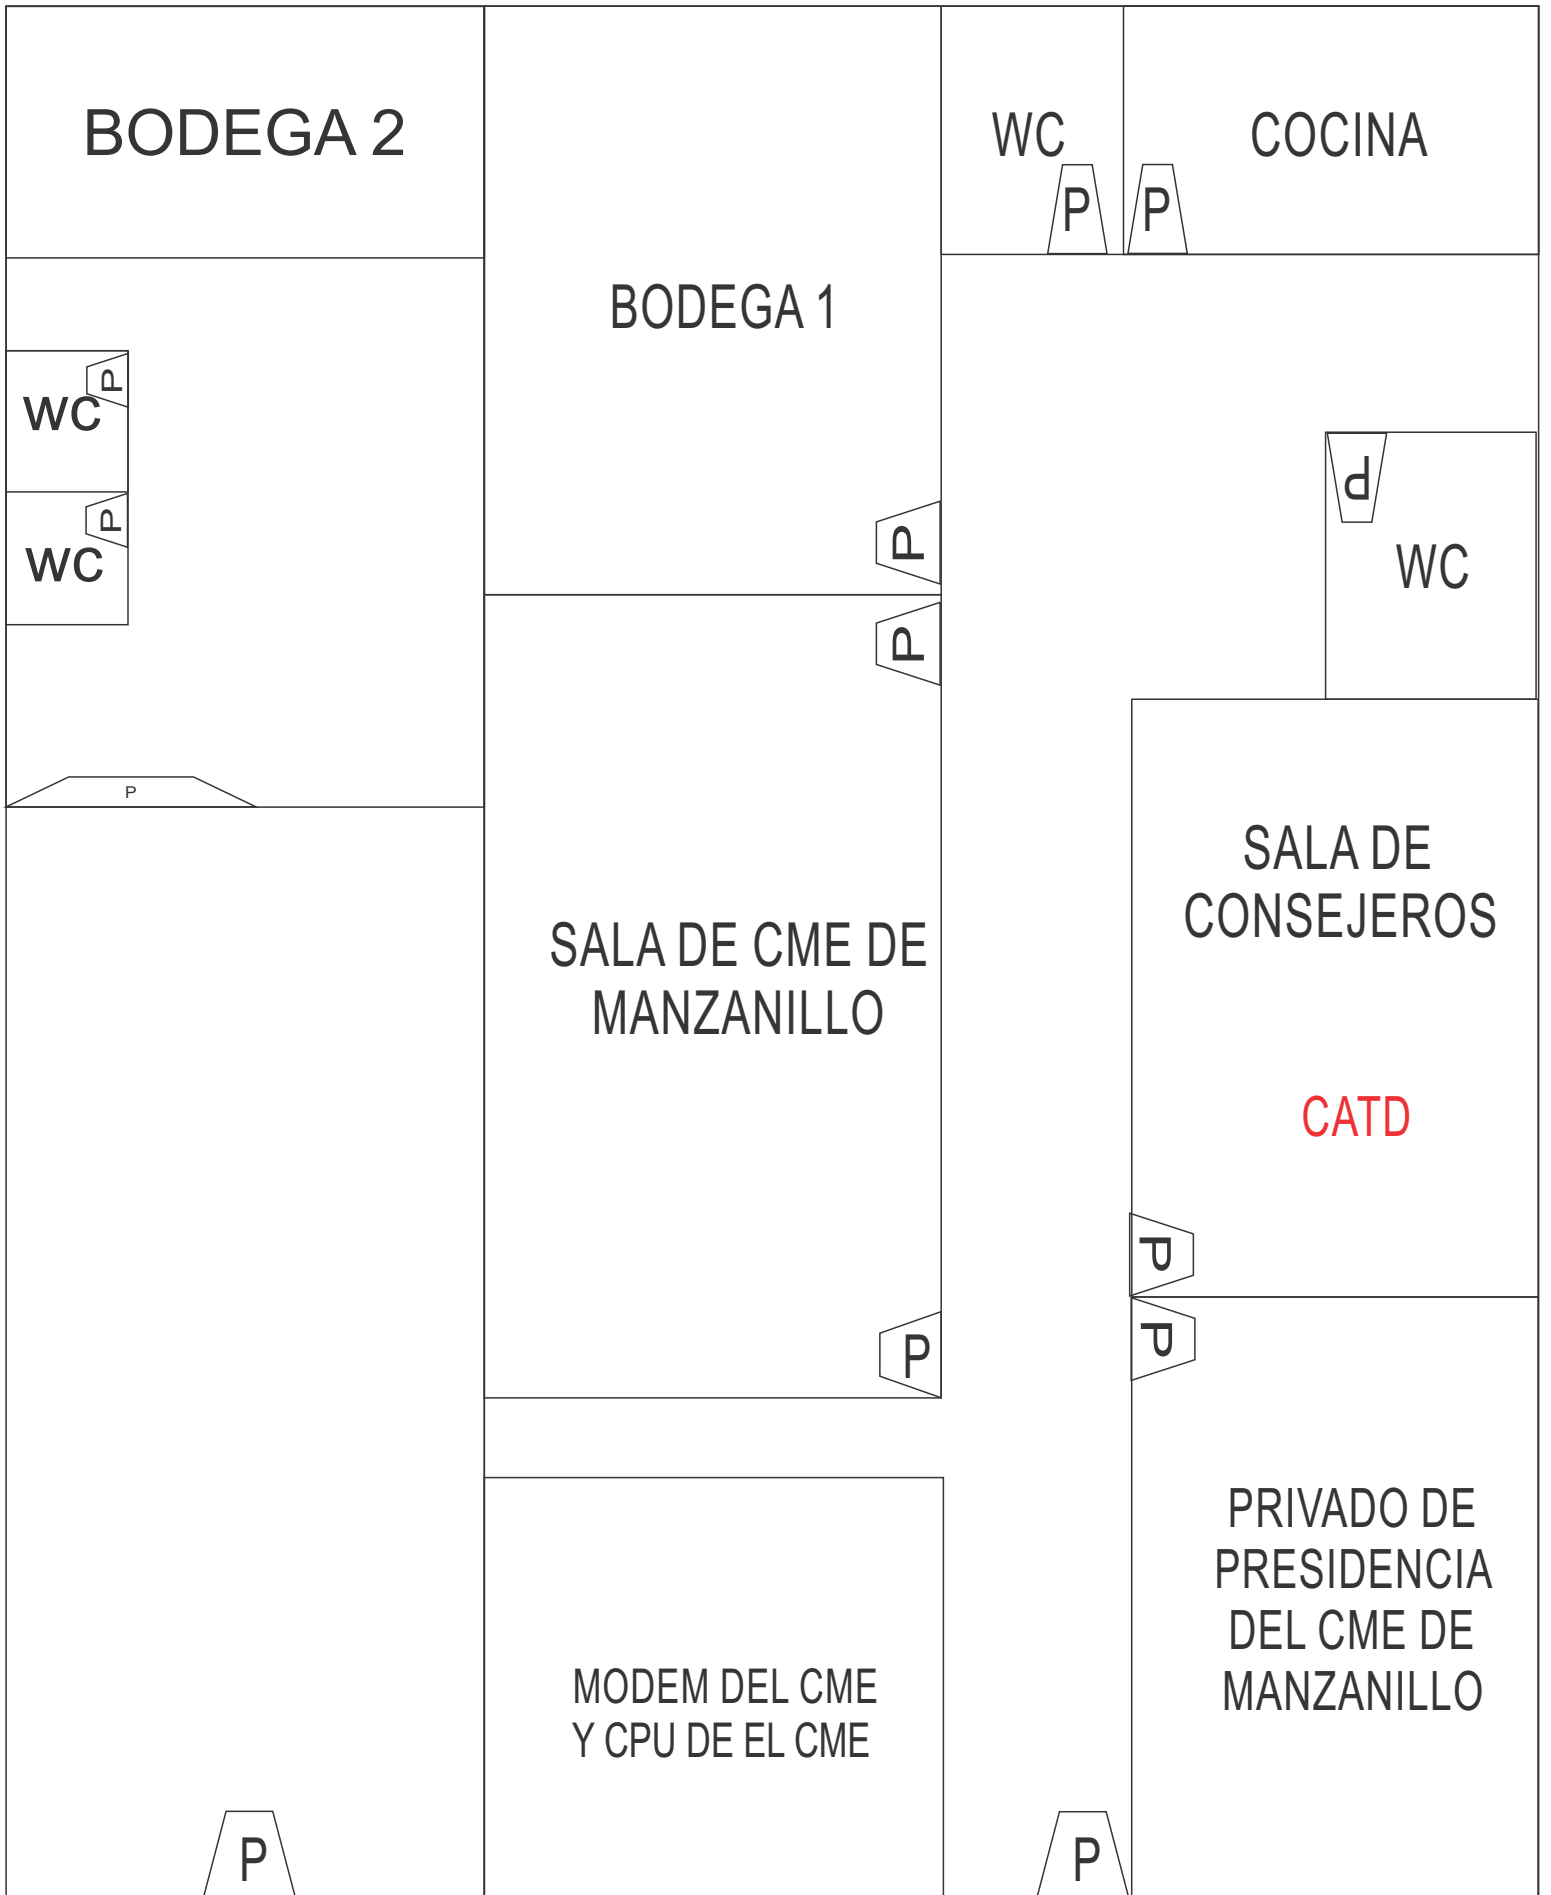 BODEGA 2
WC
COCINA
P
P
BODEGA 1
P
wc
P
wc
P
WC
P
P
P
SALA DE
CONSEJEROS
SALA DE CME DE
MANZANILLO
CATD
P
P
P
PRIVADO DE
PRESIDENCIA
DEL CME DE
MANZANILLO
MODEM DEL CME
Y CPU DE EL CME
P
P